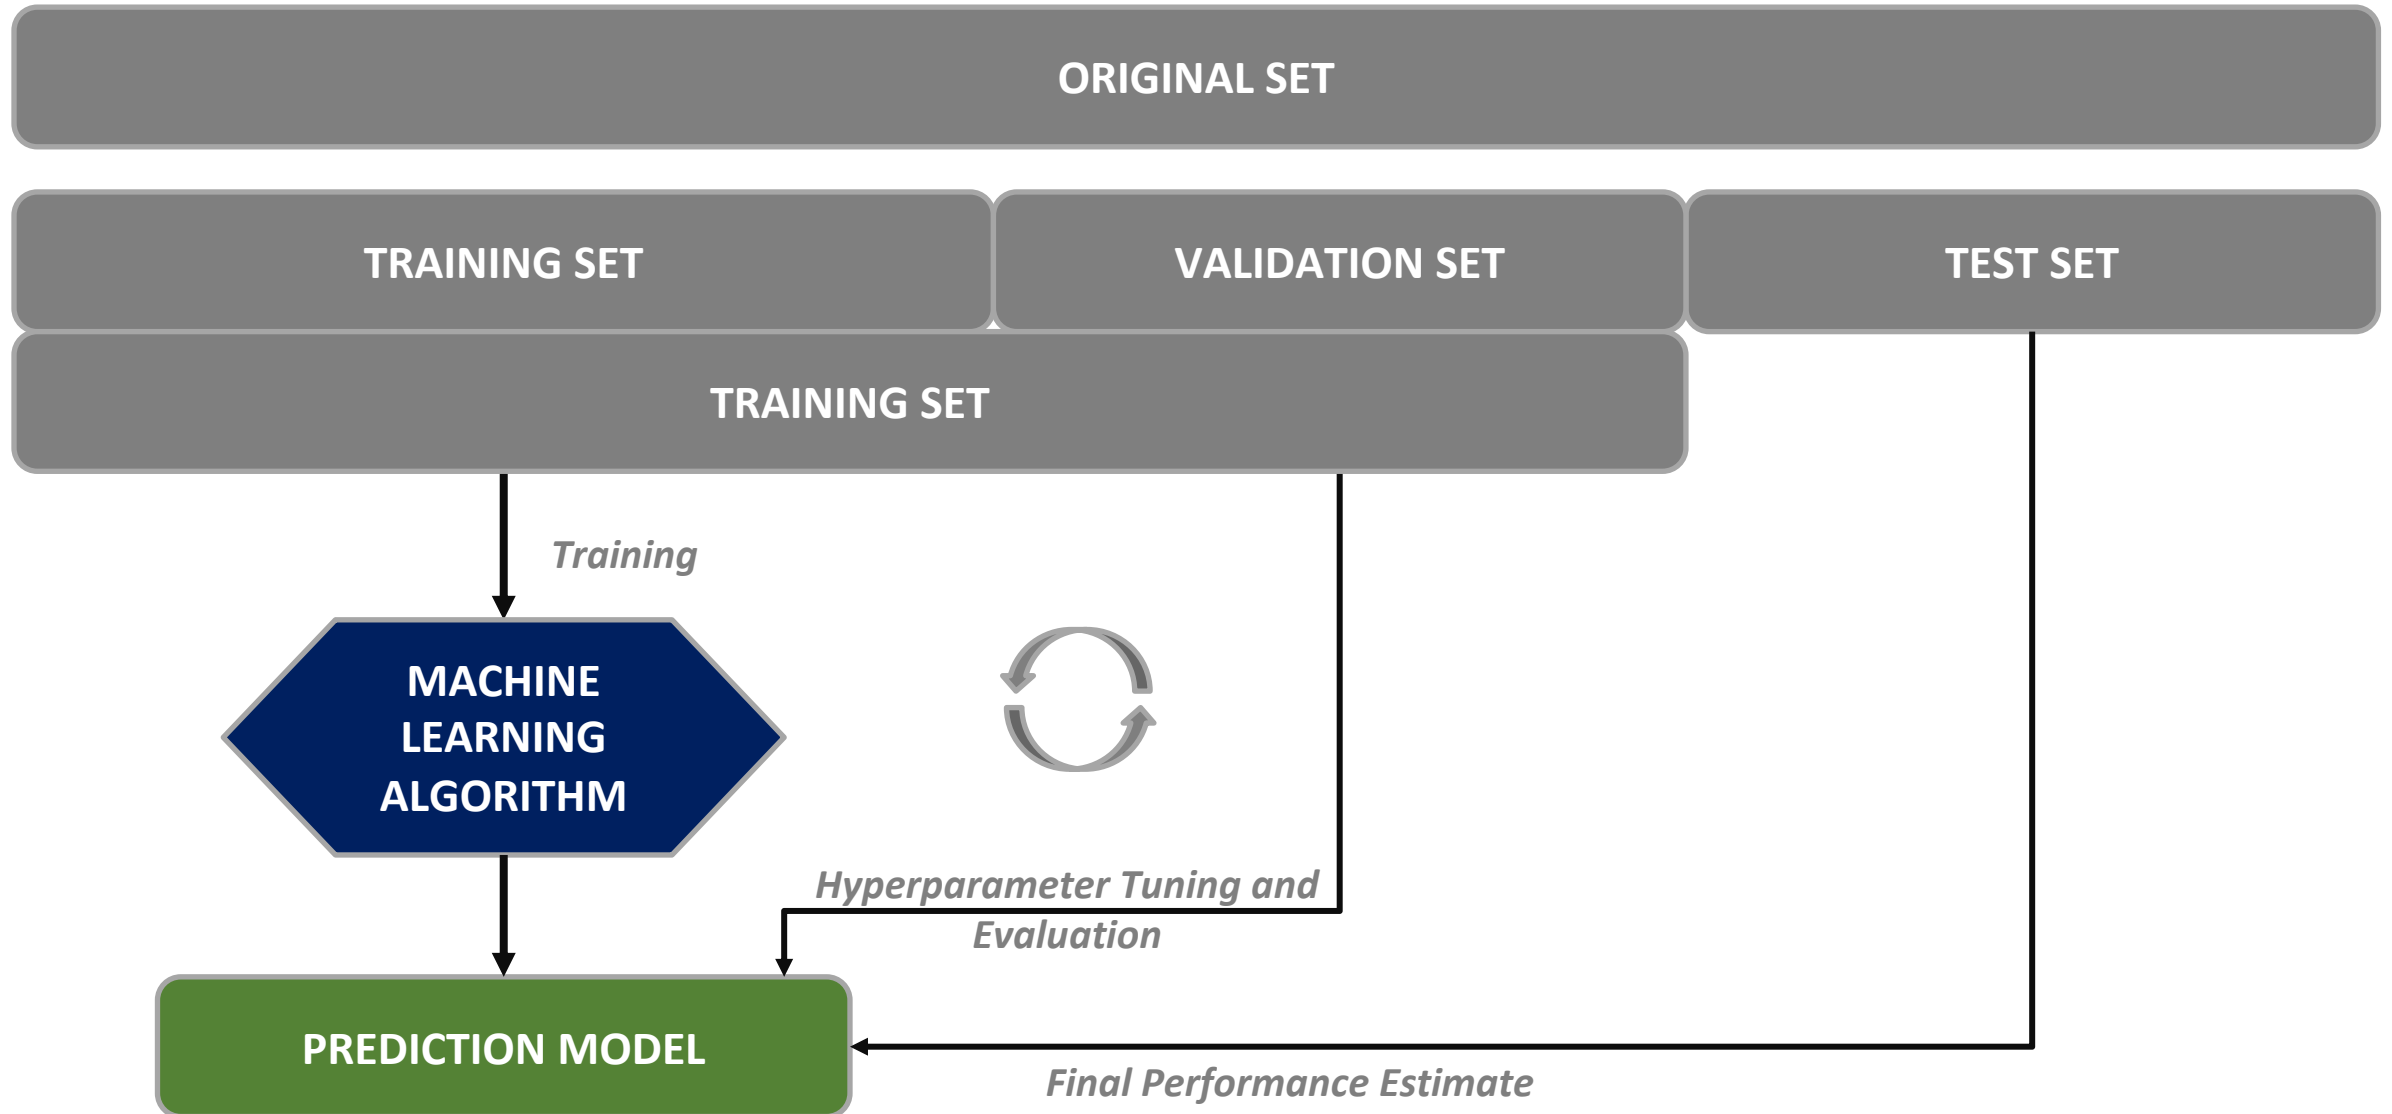 ORIGINAL SET
TRAINING SET
VALIDATION SET
TEST SET
TRAINING SET
Training
MACHINE
LEARNING
ALGORITHM
Hyperparameter Tuning and
Evaluation
PREDICTION MODEL
Final Performance Estimate